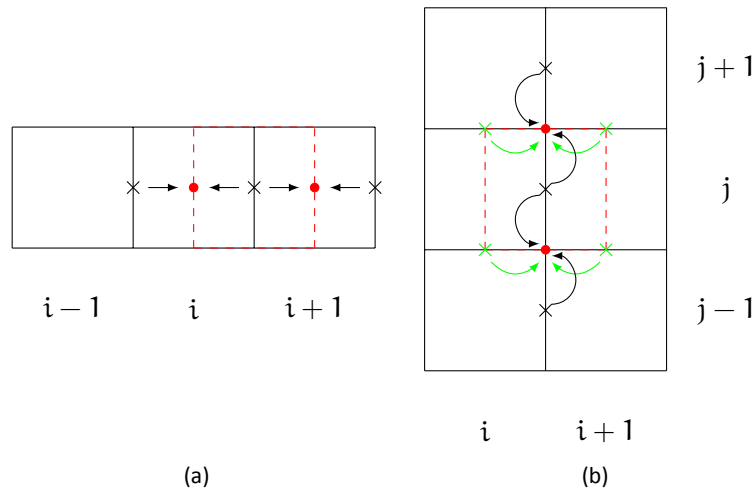 j + 1
j
i − 1 i i + 1
j − 1
i i + 1
(a) (b)